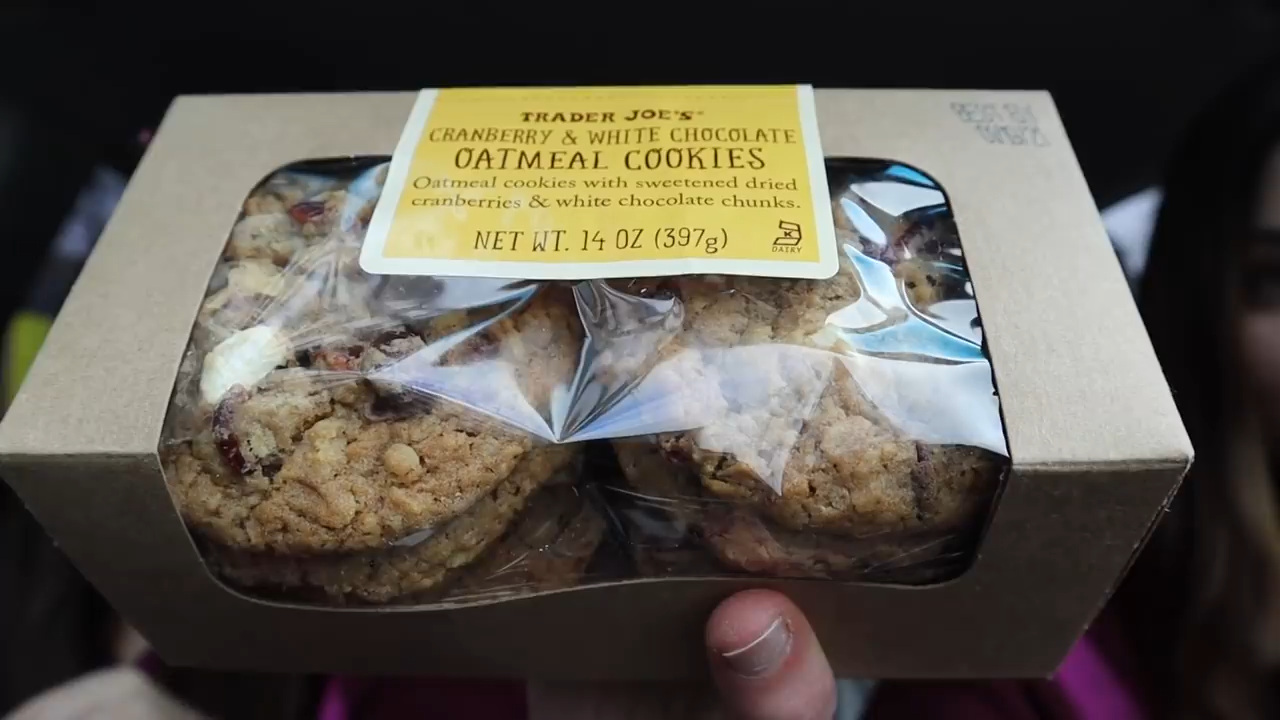 TRADER JOE'S
CRANBERRY & WHITE CHOCOLATE
OATMEAL COOKIES
Oatmeal cookies with sweetened dried
cranberries & white chocolate chunks.
NET WT. 14 OZ (397g)
K
DAIRY
BEST BY